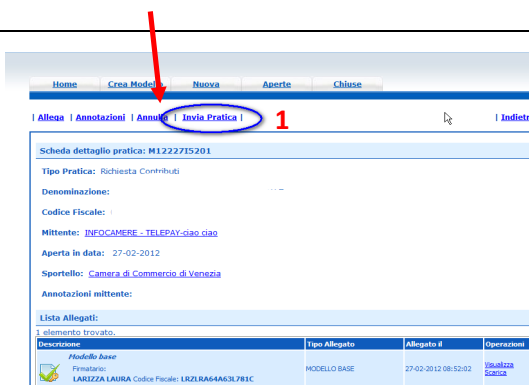 Home Crea Modello Nuova Aperte Chiuse
| Allega | Annotazioni | Annulla | Invia Pratica | 1 | Indietr
Scheda dettaglio pratica: M12227I5201
Tipo Pratica: Richiesta Contributi
Denominazione:
Codice Fiscale:
Mittente: INFOCAMERE - TELEPAY-ciao ciao
Aperta in data: 27-02-2012
Sportello: Camera di Commercio di Venezia
Annotazioni mittente:
Lista Allegati:
1 elemento trovato.
Descrizione Tipo Allegato Allegato il Operazioni
Modello base
Firmatario: MODELLO BASE 27-02-2012 08:52:02 Visualizza
Scarica
LARIZZA LAURA Codice Fiscale: LRZLRA64A63L781C